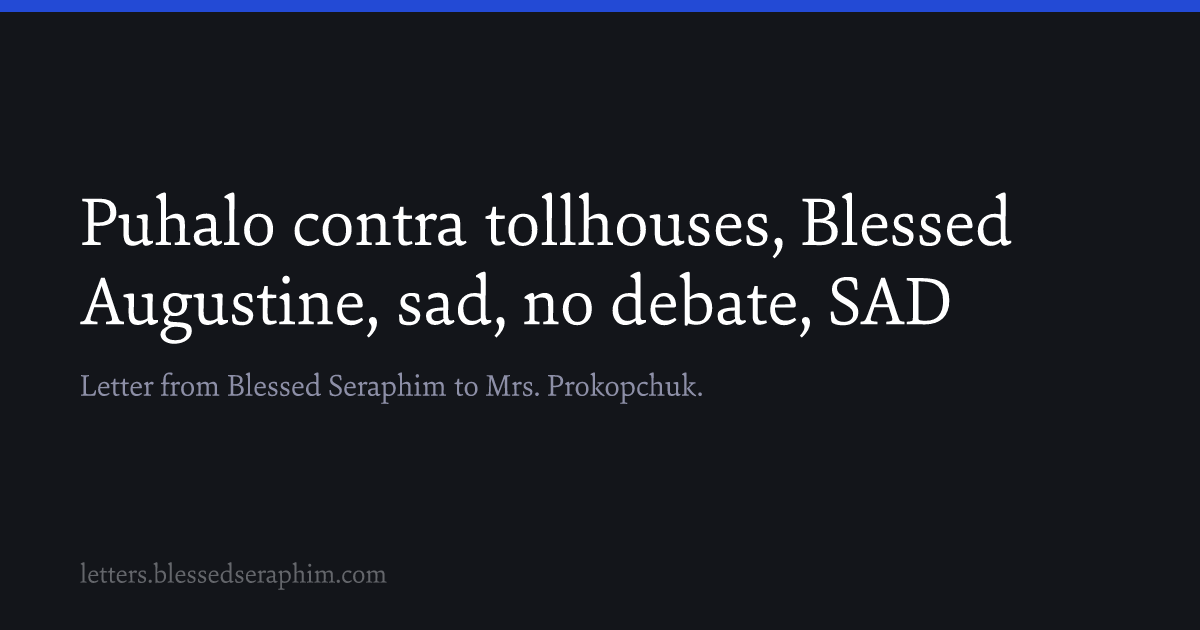 Puhalo contra tollhouses, Blessed
Augustine, sad, no debate, SAD
Letter from Blessed Seraphim to Mrs. Prokopchuk.
letters.blessedseraphim.com